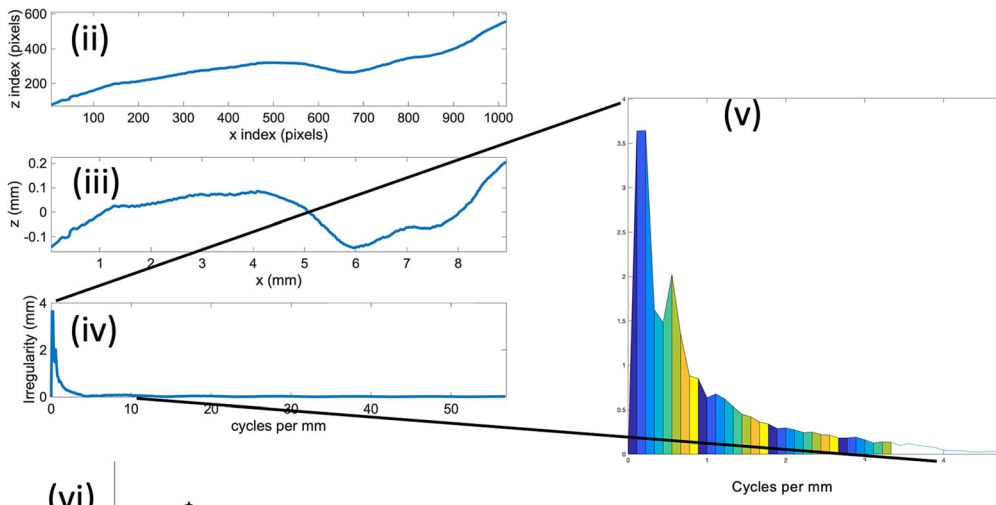 (ii)
z index (pixels)
600
400
200
100 200 300 400 500 600 700 800 900 1000
x index (pixels)
(iii)
z (mm)
0.2
0.1
0
-0.1
1 2 3 4 5 6 7 8
x (mm)
(iv)
Irregularity (mm)
4
2
0
0 10 20 30 40 50
cycles per mm
(v)
4
3.5
3
2.5
2
1.5
1
0.5
0
0 1 2 3 4
Cycles per mm
(vi)